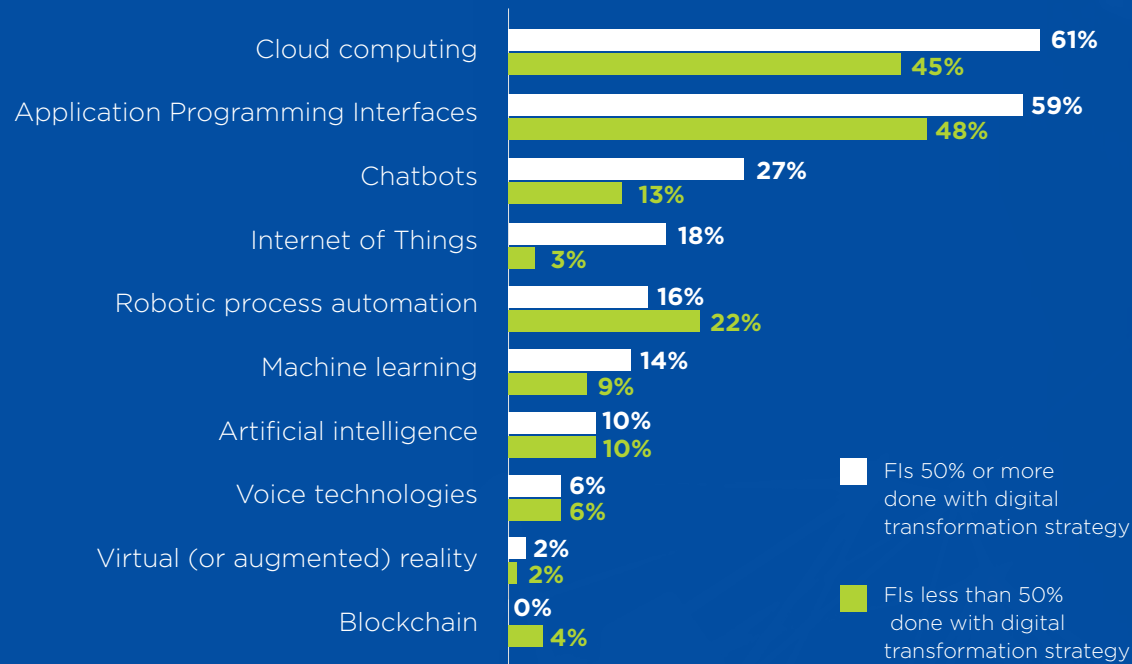 Cloud computing
61%
45%
Application Programming Interfaces
59%
48%
Chatbots
27%
13%
Internet of Things
18%
3%
Robotic process automation
16%
22%
Machine learning
14%
9%
Artificial intelligence
10%
10%
Voice technologies
6%
6%
Virtual (or augmented) reality
2%
2%
Blockchain
0%
4%
FIs 50% or more
done with digital
transformation strategy
FIs less than 50%
done with digital
transformation strategy